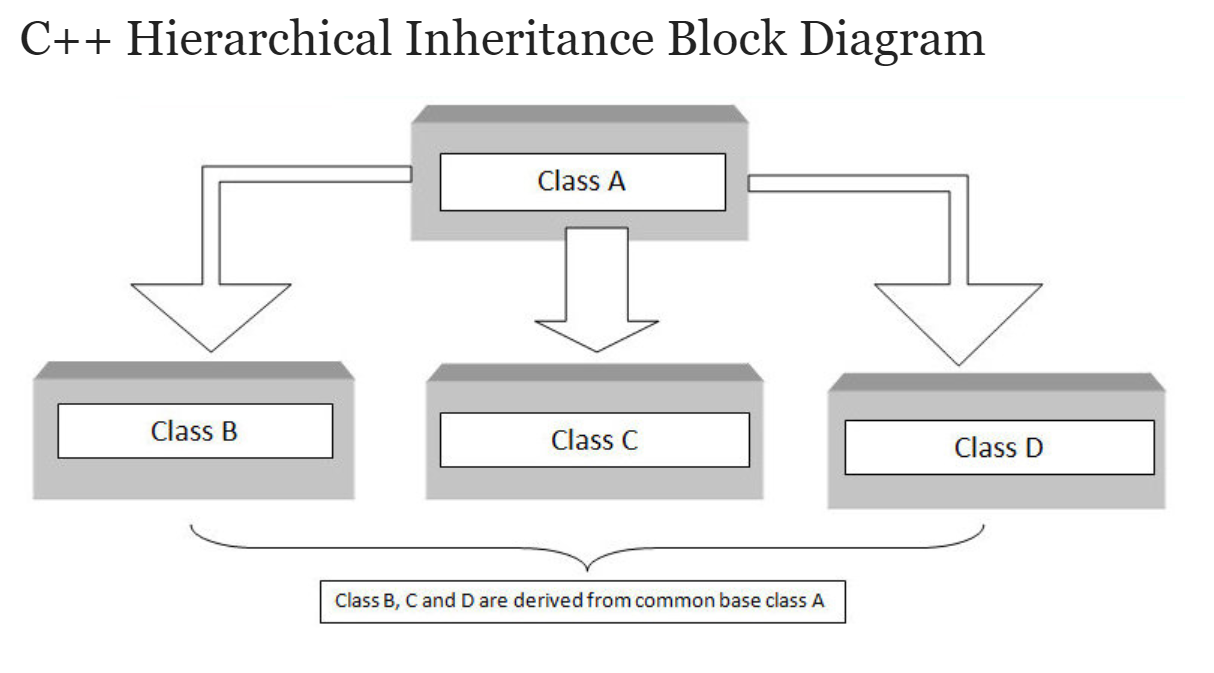 C++ Hierarchical Inheritance Block Diagram
Class A
Class B
Class C
Class D
Class B, C and D are derived from common base class A